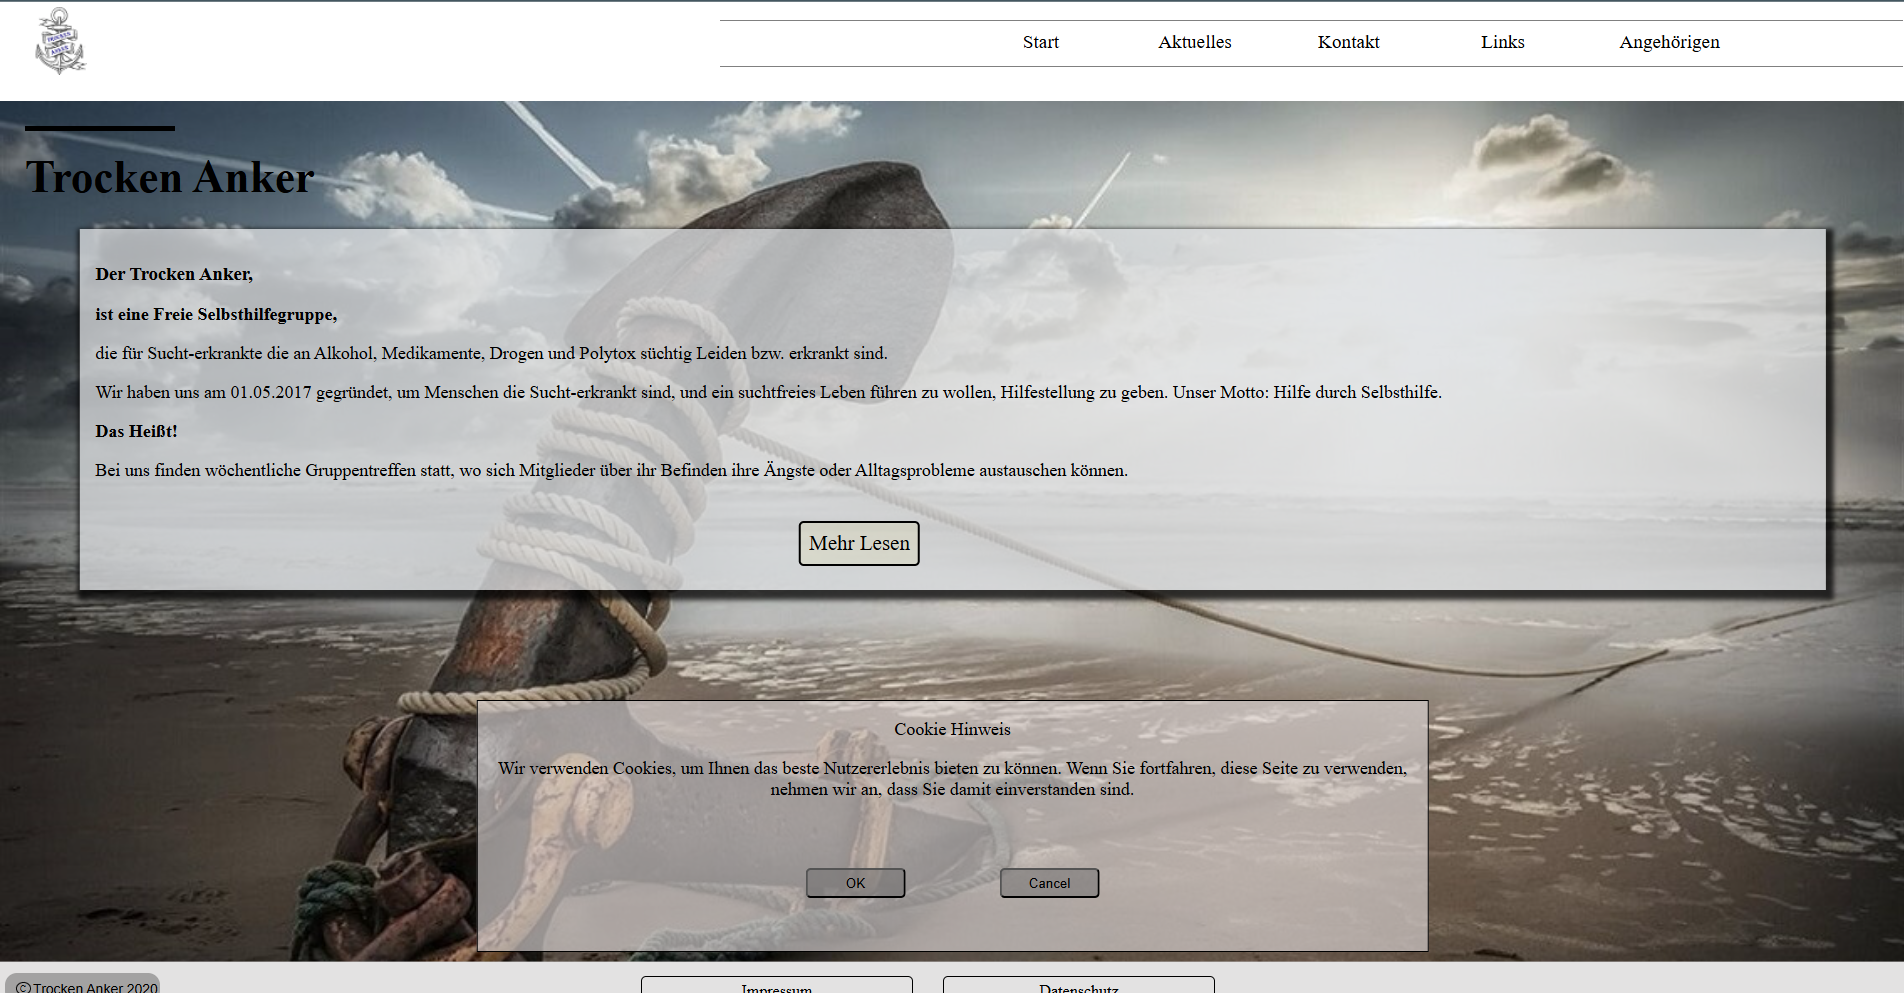 TROCKEN
ANKER
Start
Aktuelles
Kontakt
Links
Angehörigen
Trocken Anker
Der Trocken Anker,
ist eine Freie Selbsthilfegruppe,
die für Sucht-erkrankte die an Alkohol, Medikamente, Drogen und Polytox süchtig Leiden bzw. erkrankt sind.
Wir haben uns am 01.05.2017 gegründet, um Menschen die Sucht-erkrankt sind, und ein suchtfreies Leben führen zu wollen, Hilfestellung zu geben. Unser Motto: Hilfe durch Selbsthilfe.
Das Heißt!
Bei uns finden wöchentliche Gruppentreffen statt, wo sich Mitglieder über ihr Befinden ihre Ängste oder Alltagsprobleme austauschen können.
Mehr Lesen
Cookie Hinweis
Wir verwenden Cookies, um Ihnen das beste Nutzererlebnis bieten zu können. Wenn Sie fortfahren, diese Seite zu verwenden,
nehmen wir an, dass Sie damit einverstanden sind.
OK
Cancel
©Trocken Anker 2020
Impressum
Datenschutz